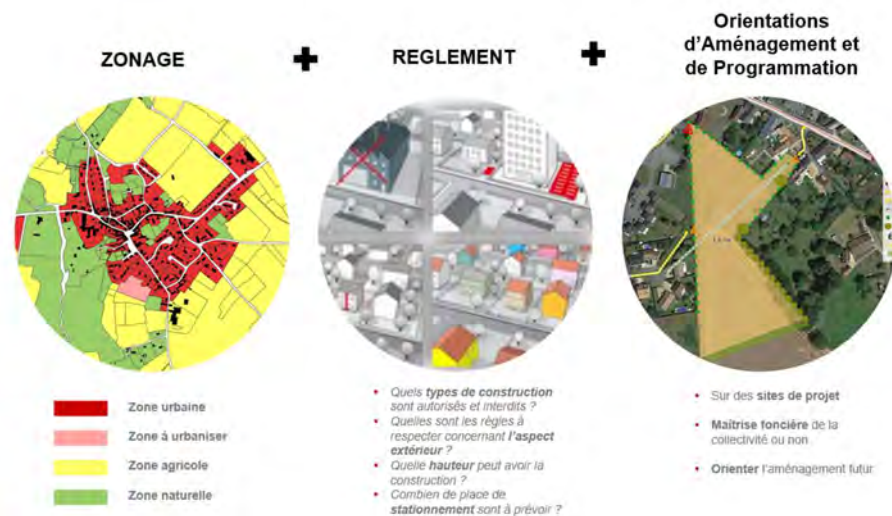 ZONAGE
+
REGLEMENT
+
Orientations
d'Aménagement et
de Programmation
Zone urbaine
Zone à urbaniser
Zone agricole
Zone naturelle
• Quels types de construction
sont autorisés et interdits ?
• Quelles sont les règles à
respecter concernant l'aspect
extérieur ?
• Quelle hauteur peut avoir la
construction ?
• Combien de place de
stationnement sont à prévoir ?
• Sur des sites de projet
• Maîtrise foncière de la
collectivité ou non
• Orienter l'aménagement futur